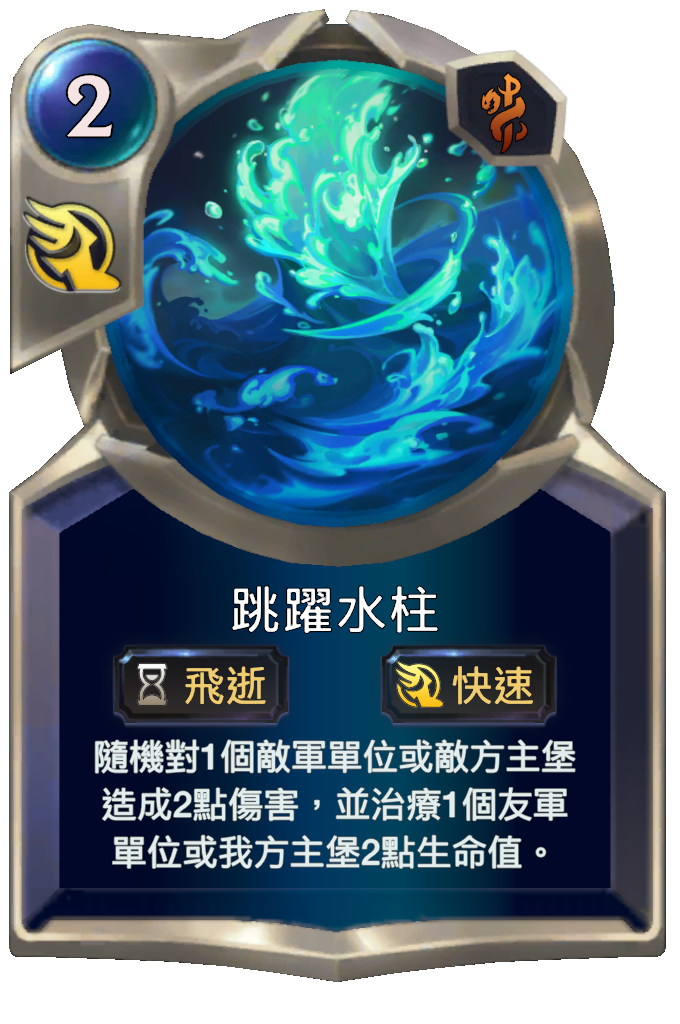 2
跳躍水柱
飛逝 快速
隨機對1個敵軍單位或敵方主堡
造成2點傷害，並治療1個友軍
單位或我方主堡2點生命值。